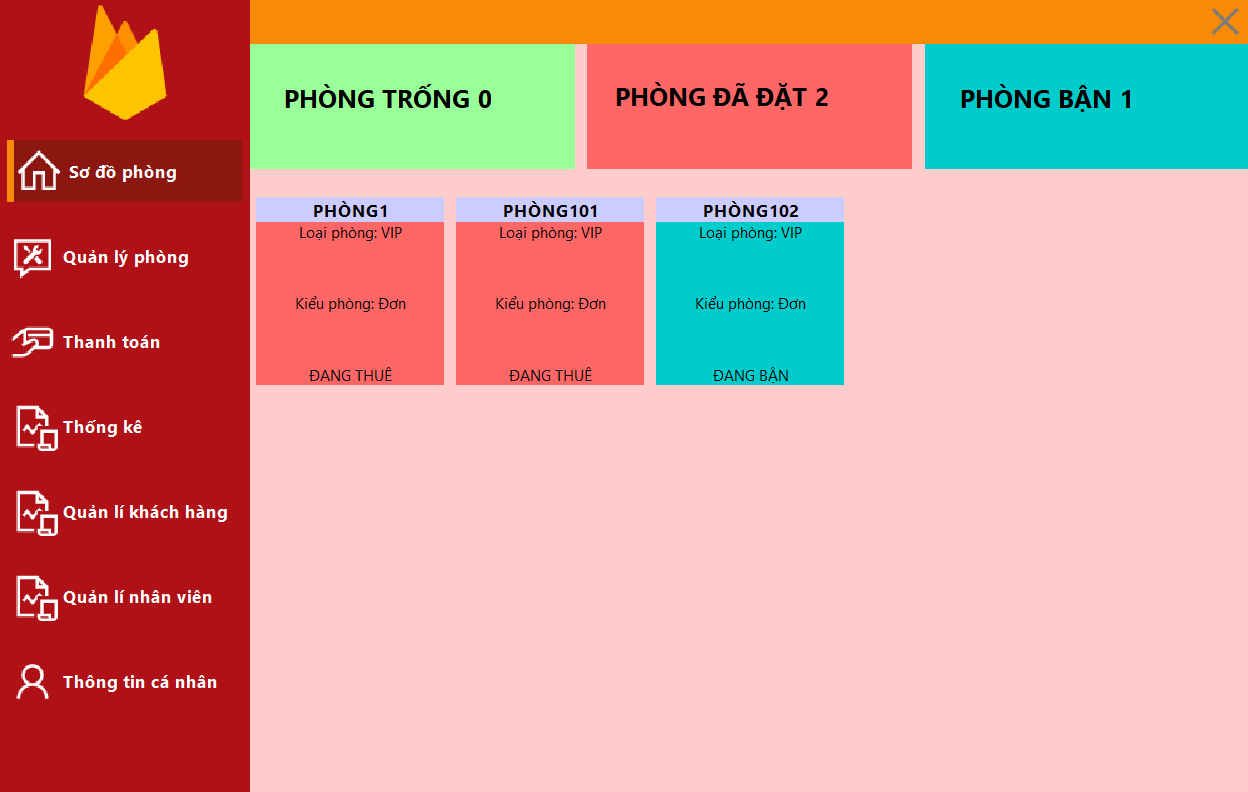 PHÒNG TRỐNG 0
PHÒNG ĐÃ ĐẶT 2
PHÒNG BẬN 1
Sơ đồ phòng
Quản lý phòng
Thanh toán
Thống kê
Quản lí khách hàng
Quản lí nhân viên
Thông tin cá nhân
PHÒNG1
Loại phòng: VIP
Kiểu phòng: Đơn
ĐANG THUÊ
PHÒNG101
Loại phòng: VIP
Kiểu phòng: Đơn
ĐANG THUÊ
PHÒNG102
Loại phòng: VIP
Kiểu phòng: Đơn
ĐANG BẬN